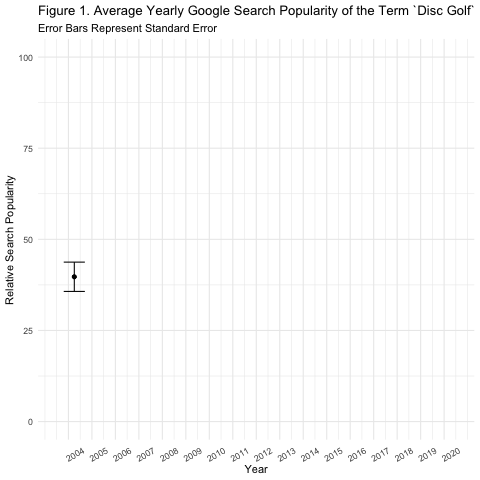 Figure 1. Average Yearly Google Search Popularity of the Term `Disc Golf`
Error Bars Represent Standard Error
100
75
50
25
0
Relative Search Popularity
2004 2005 2006 2007 2008 2009 2010 2011 2012 2013 2014 2015 2016 2017 2018 2019 2020
Year